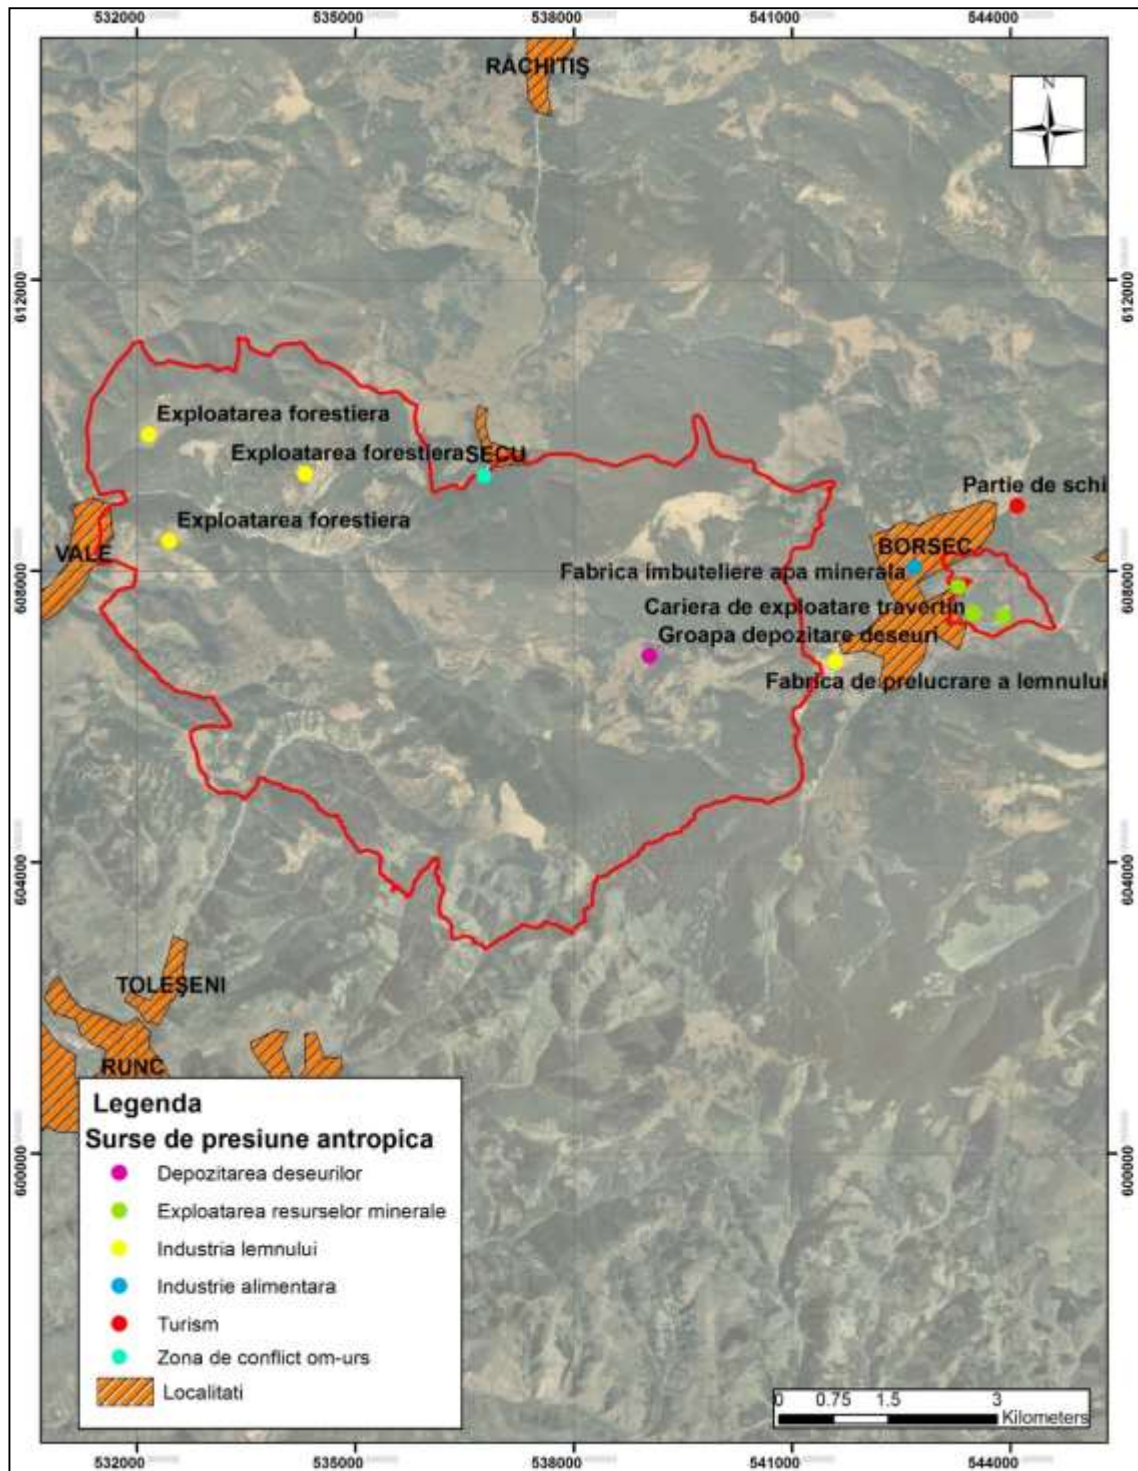 532000 535000 538000 541000 544000
RĂCHITIŞ
N
612000 612000
Exploatarea forestiera
Exploatarea forestiera SECU
Partie de schi
Exploatarea forestiera
VALE
BORSEC
608000 608000
Fabrica imbuteliere apa minerala
Cariera de exploatare travertin
Groapa depozitare deseuri
Fabrica de prelucrare a lemnului
604000 604000
TOLEŞENI
RUNC
600000 600000
Legenda
Surse de presiune antropica
Depozitarea deseurilor
Exploatarea resurselor minerale
Industria lemnului
Industrie alimentara
Turism
Zona de conflict om-urs
Localitati
0 0.75 1.5 3
Kilometers
532000 535000 538000 541000 544000